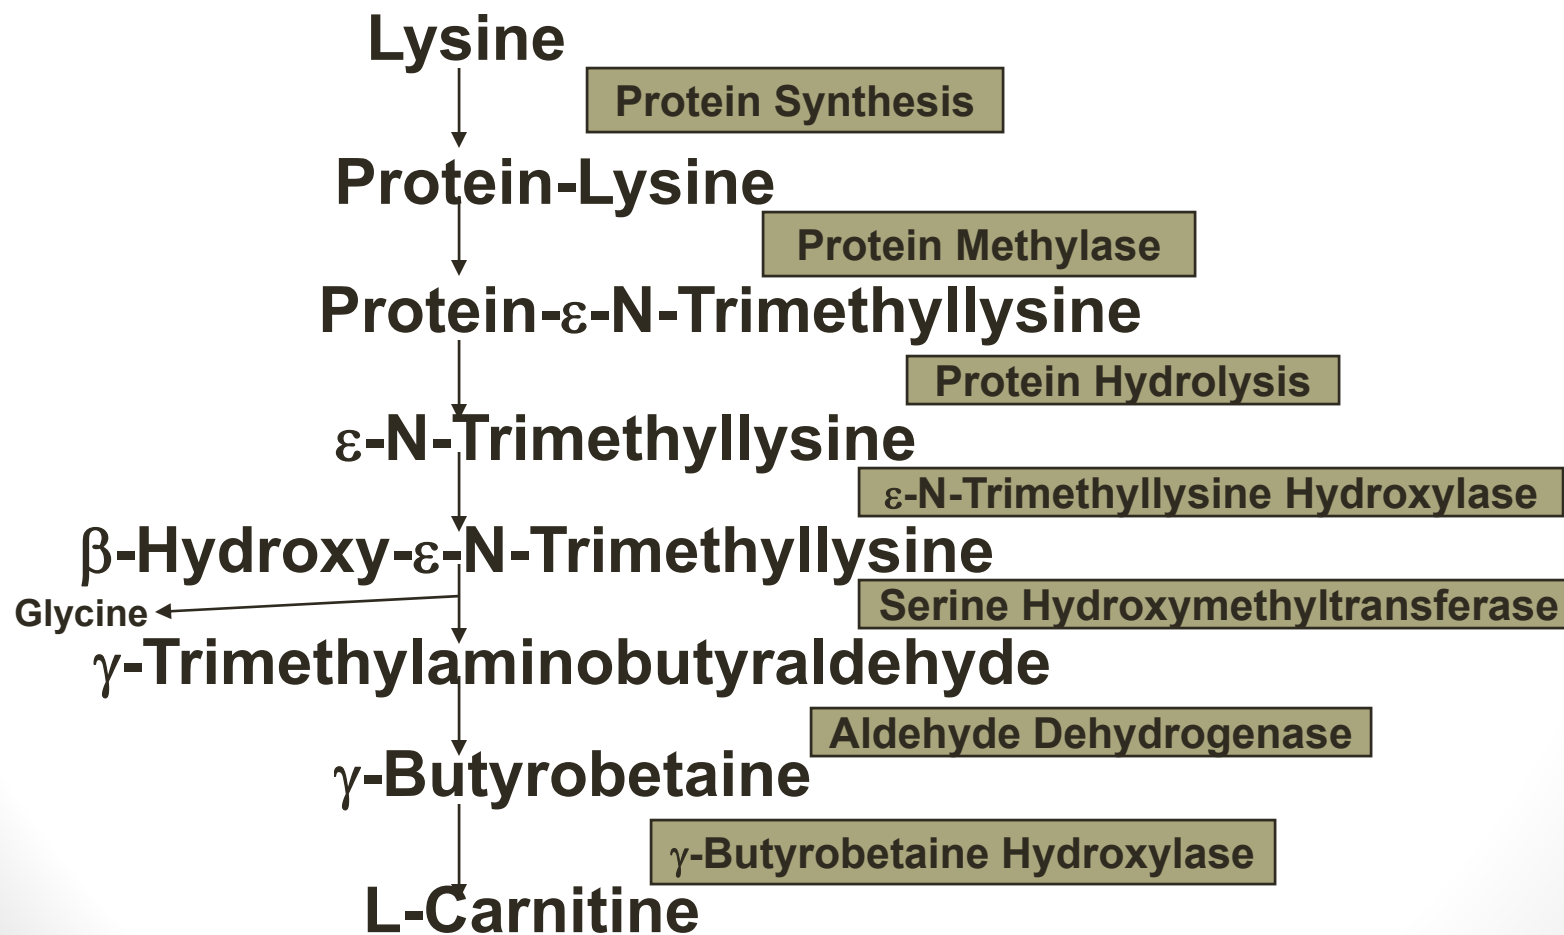 Lysine
Protein Synthesis
Protein-Lysine
Protein Methylase
Protein-ε-N-Trimethyllysine
Protein Hydrolysis
ε-N-Trimethyllysine
ε-N-Trimethyllysine Hydroxylase
β-Hydroxy-ε-N-Trimethyllysine
Serine Hydroxymethyltransferase
Glycine
γ-Trimethylaminobutyraldehyde
Aldehyde Dehydrogenase
γ-Butyrobetaine
γ-Butyrobetaine Hydroxylase
L-Carnitine